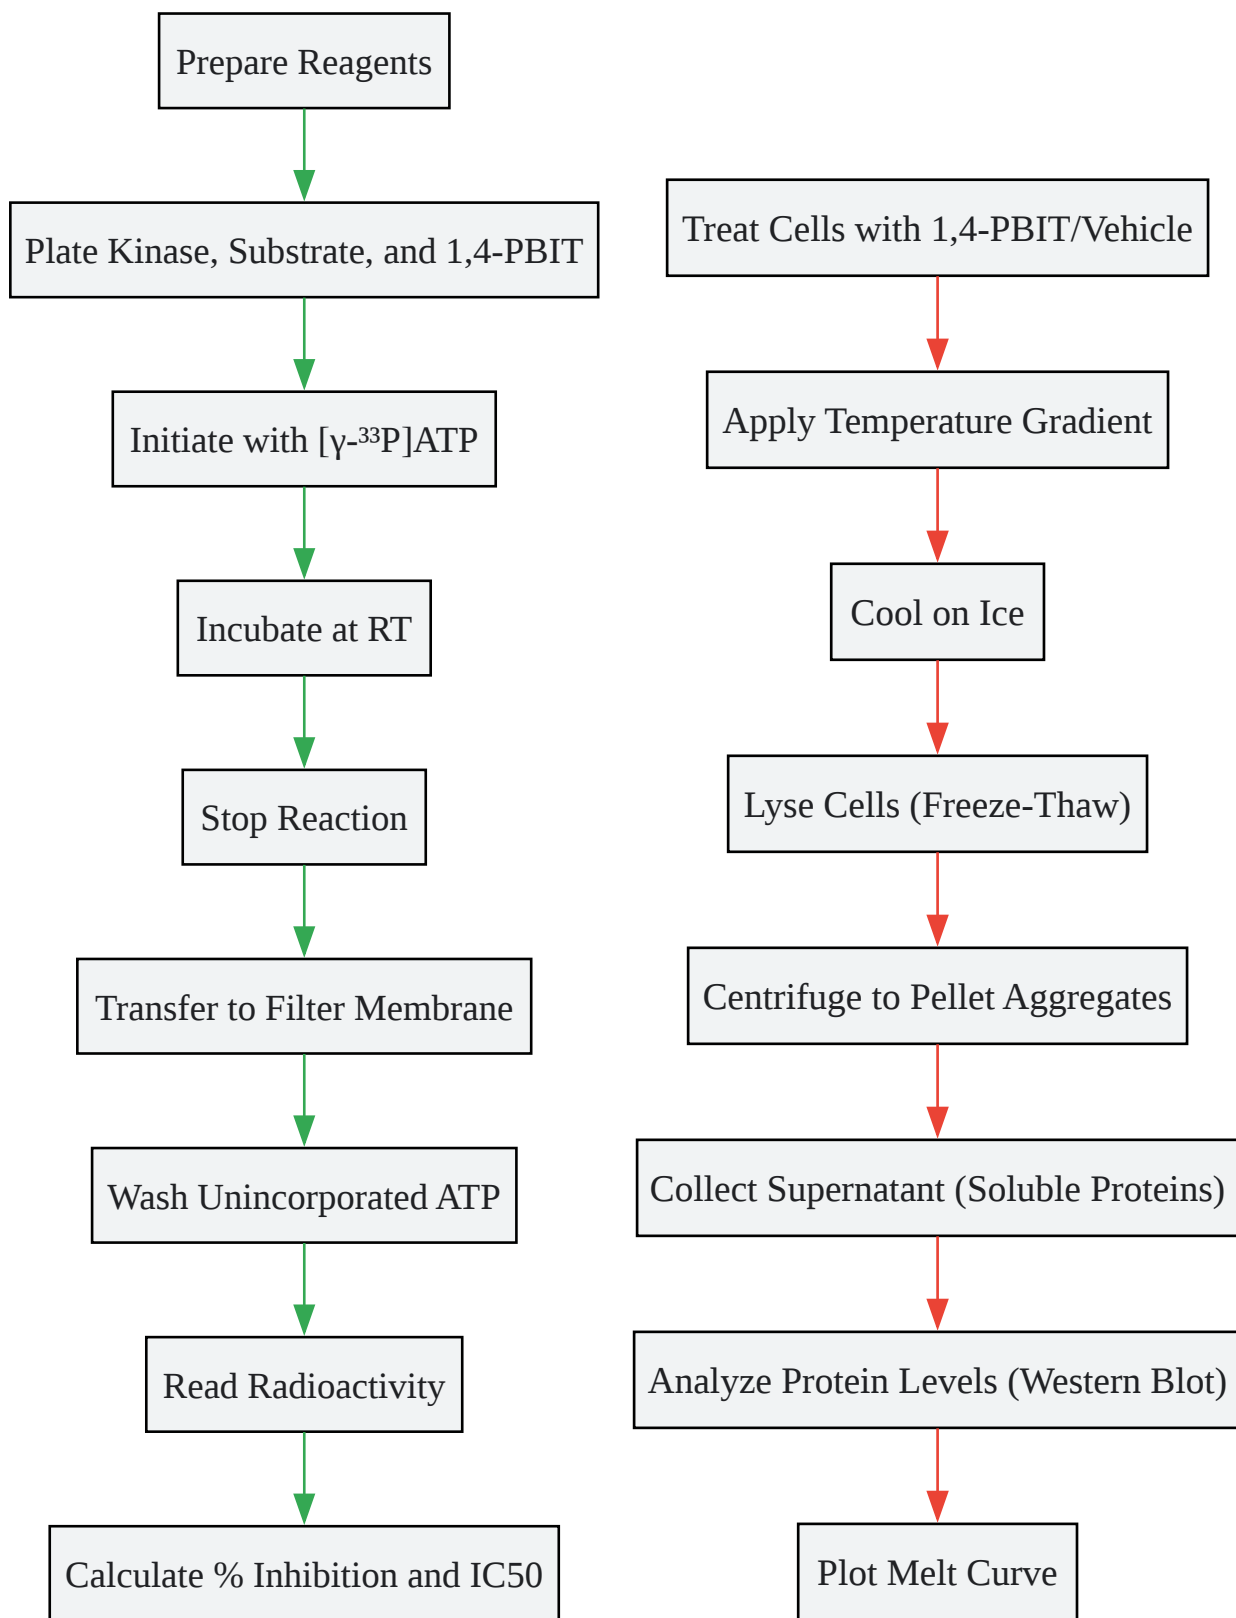 Prepare Reagents
Plate Kinase, Substrate, and 1,4-PBIT
Initiate with [γ-³³P]ATP
Incubate at RT
Stop Reaction
Transfer to Filter Membrane
Wash Unincorporated ATP
Read Radioactivity
Calculate % Inhibition and IC50
Treat Cells with 1,4-PBIT/Vehicle
Apply Temperature Gradient
Cool on Ice
Lyse Cells (Freeze-Thaw)
Centrifuge to Pellet Aggregates
Collect Supernatant (Soluble Proteins)
Analyze Protein Levels (Western Blot)
Plot Melt Curve